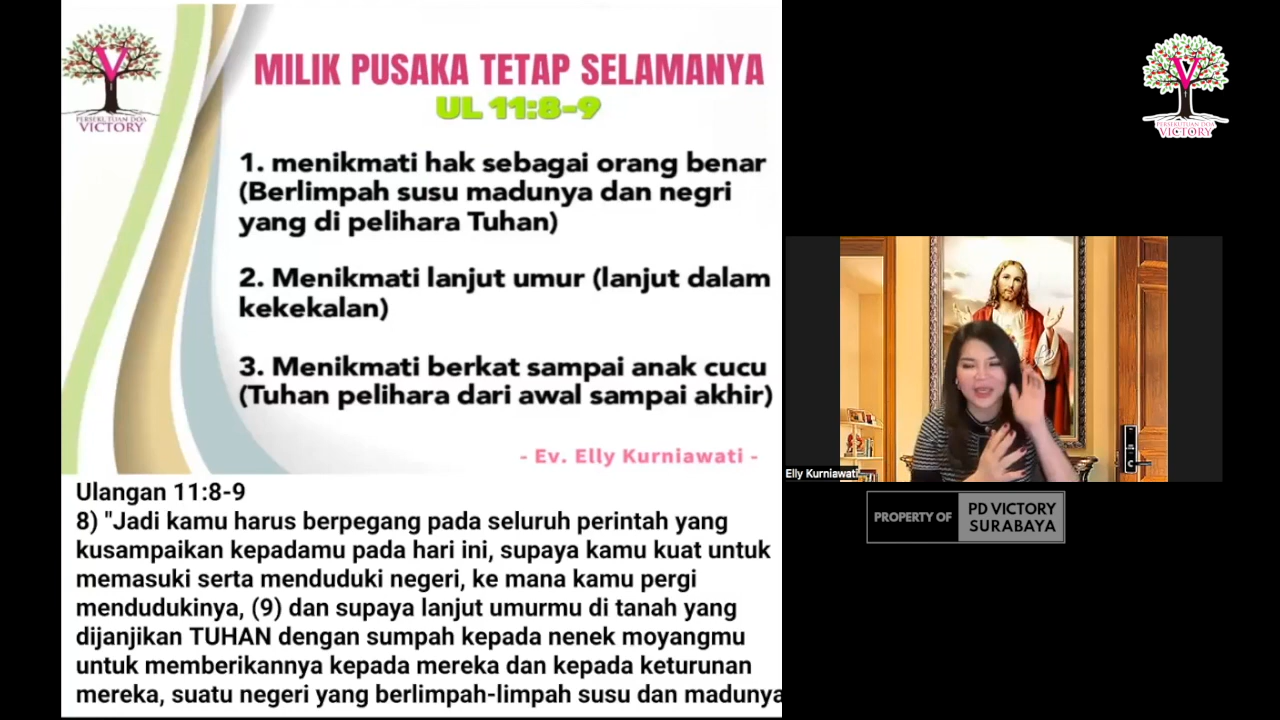 PERSEKUTUAN DOA
VICTORY
MILIK PUSAKA TETAP SELAMANYA
UL 11:8-9
1. menikmati hak sebagai orang benar
(Berlimpah susu madunya dan negri
yang di pelihara Tuhan)
2. Menikmati lanjut umur (lanjut dalam
kekekalan)
3. Menikmati berkat sampai anak cucu
(Tuhan pelihara dari awal sampai akhir)
- Ev. Elly Kurniawati -
Ulangan 11:8-9
8) "Jadi kamu harus berpegang pada seluruh perintah yang
kusampaikan kepadamu pada hari ini, supaya kamu kuat untuk
memasuki serta menduduki negeri, ke mana kamu pergi
mendudukinya, (9) dan supaya lanjut umurmu di tanah yang
dijanjikan TUHAN dengan sumpah kepada nenek moyangmu
untuk memberikannya kepada mereka dan kepada keturunan
mereka, suatu negeri yang berlimpah-limpah susu dan madunya
PERSEKUTUAN DOA
VICTORY
Elly Kurniawati
PROPERTY OF
PD VICTORY
SURABAYA